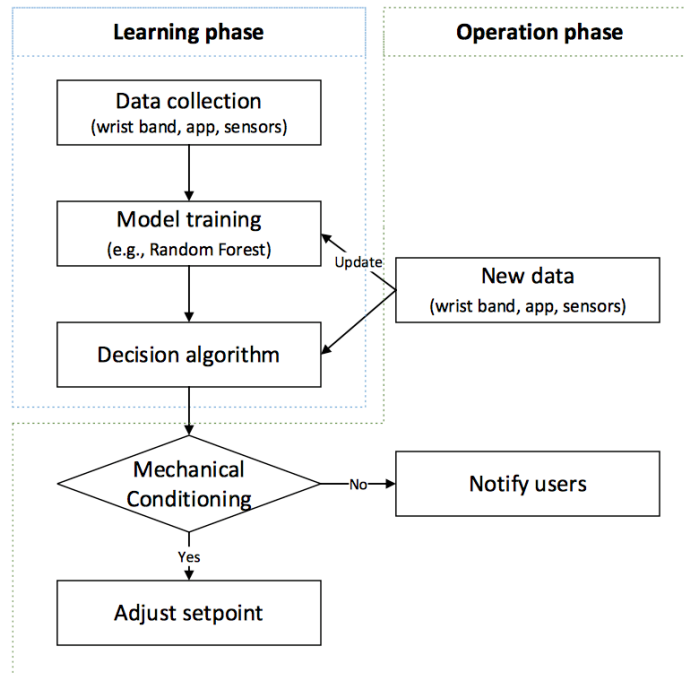 Learning phase
Operation phase
Data collection
(wrist band, app, sensors)
Model training
(e.g., Random Forest)
Update
New data
(wrist band, app, sensors)
Decision algorithm
Mechanical
Conditioning
No
Notify users
Yes
Adjust setpoint